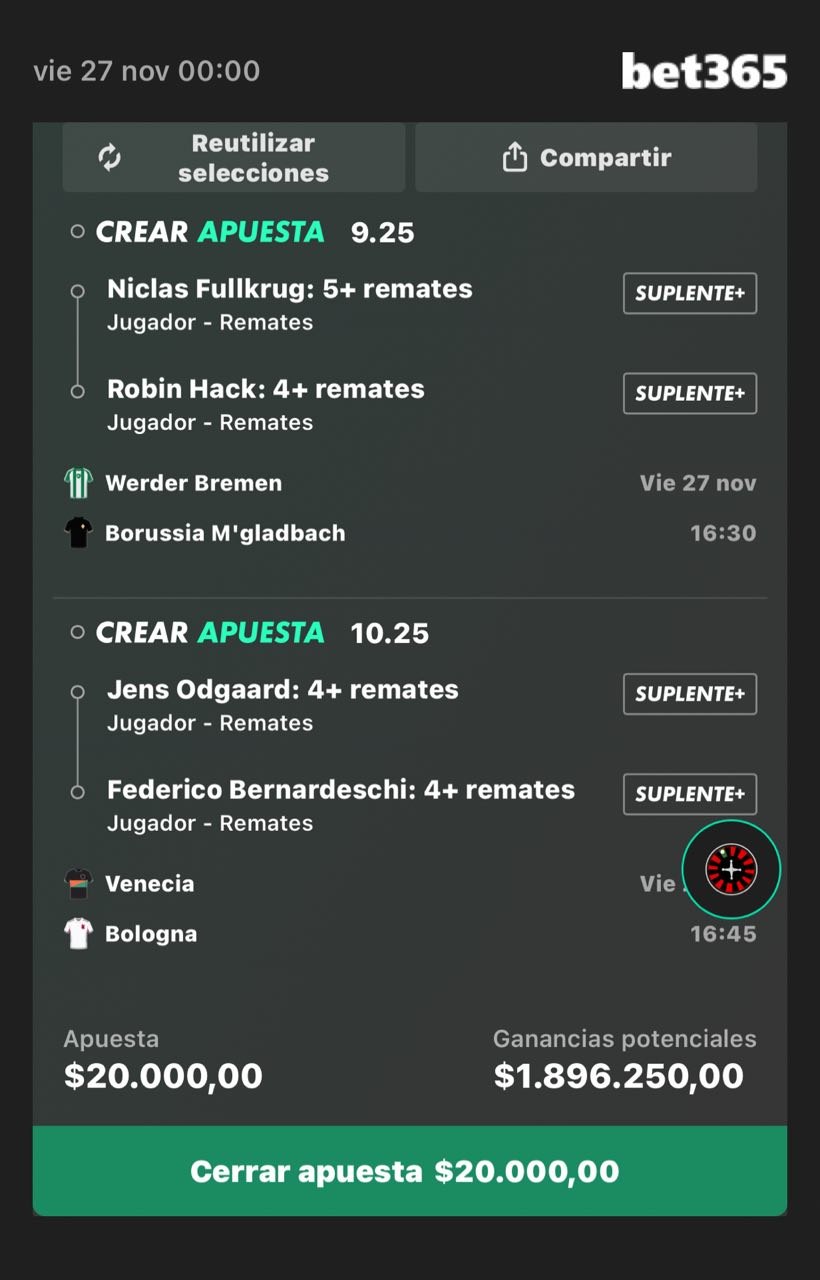 vie 27 nov 00:00
bet365
Reutilizar
selecciones
Compartir
CREAR APUESTA 9.25
Niclas Fullkrug: 5+ remates
SUPLENTE+
Jugador - Remates
Robin Hack: 4+ remates
SUPLENTE+
Jugador - Remates
Werder Bremen
Vie 27 nov
Borussia M'gladbach
16:30
CREAR APUESTA 10.25
Jens Odgaard: 4+ remates
SUPLENTE+
Jugador - Remates
Federico Bernardeschi: 4+ remates
SUPLENTE+
Jugador - Remates
Venecia
Vie
Bologna
16:45
Apuesta
Ganancias potenciales
$20.000,00
$1.896.250,00
Cerrar apuesta $20.000,00